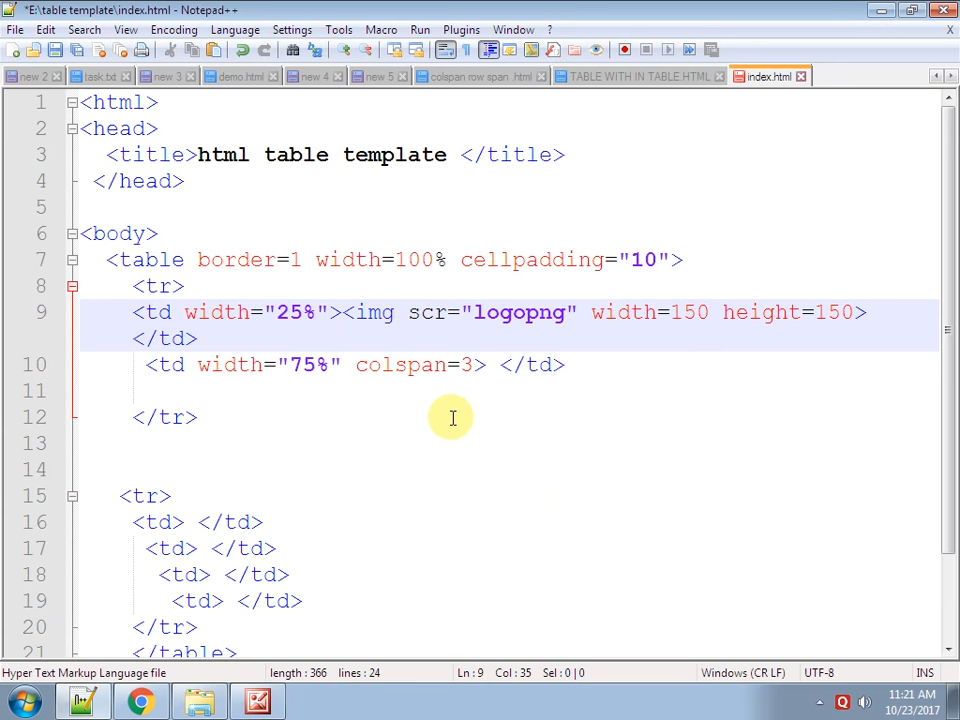 *E:\table template\index.html - Notepad++
File Edit Search View Encoding Language Settings Tools Macro Run Plugins Window ? X
new 2 task.txt new 3 demo.html new 4 new 5 colspan row span .html TABLE WITH IN TABLE HTML index.html
1 <html>
2 <head>
3 <title>html table template </title>
4 </head>
5
6 <body>
7 <table border=1 width=100% cellpadding="10">
8 <tr>
9 <td width="25%"><img scr="logopng" width=150 height=150>
</td>
10 <td width="75%" colspan=3> </td>
11
12 </tr>
13
14
15 <tr>
16 <td> </td>
17 <td> </td>
18 <td> </td>
19 <td> </td>
20 </tr>
21 </table>
Hyper Text Markup Language file length : 366 lines : 24 Ln : 9 Col : 35 Sel : 0 | 0 Windows (CR LF) UTF-8 INS
11:21 AM
10/23/2017